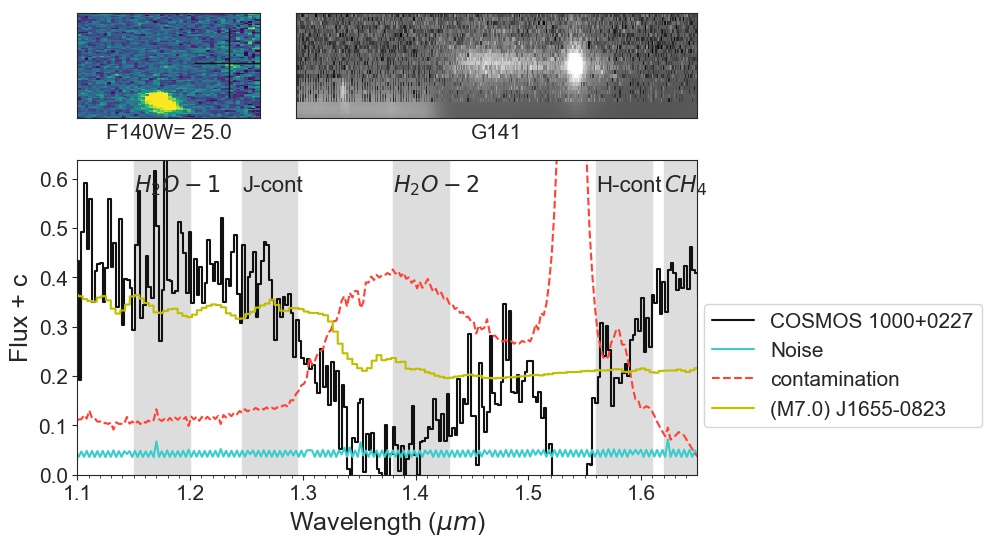 F140W= 25.0
G141
H₂O − 1
J-cont
H₂O − 2
H-cont
CH₄
0.6
0.5
0.4
0.3
0.2
0.1
0.0
Flux + c
1.1
1.2
1.3
1.4
1.5
1.6
Wavelength (μm)
COSMOS 1000+0227
Noise
contamination
(M7.0) J1655-0823